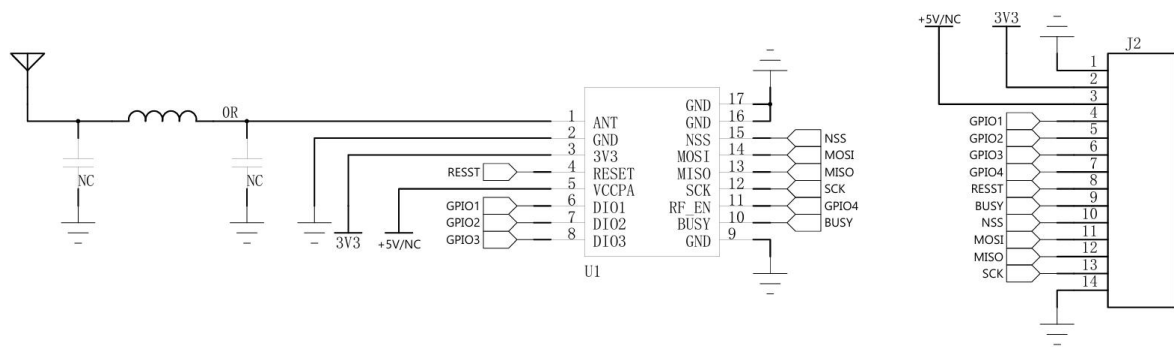 +5V/NC
3V3
J2
1
2
3
4
5
6
7
8
9
10
11
12
13
14
GPIO1
GPIO2
GPIO3
GPIO4
RESST
BUSY
NSS
MOSI
MISO
SCK
0R
NC
NC
1 ANT
2 GND
3 3V3
4 RESET
5 VCCPA
6 DIO1
7 DIO2
8 DIO3
GND 17
GND 16
NSS 15
MOSI 14
MISO 13
SCK 12
RF_EN 11
BUSY 10
GND 9
RESST
GPIO1
GPIO2
GPIO3
3V3
+5V/NC
NSS
MOSI
MISO
SCK
GPIO4
BUSY
U1